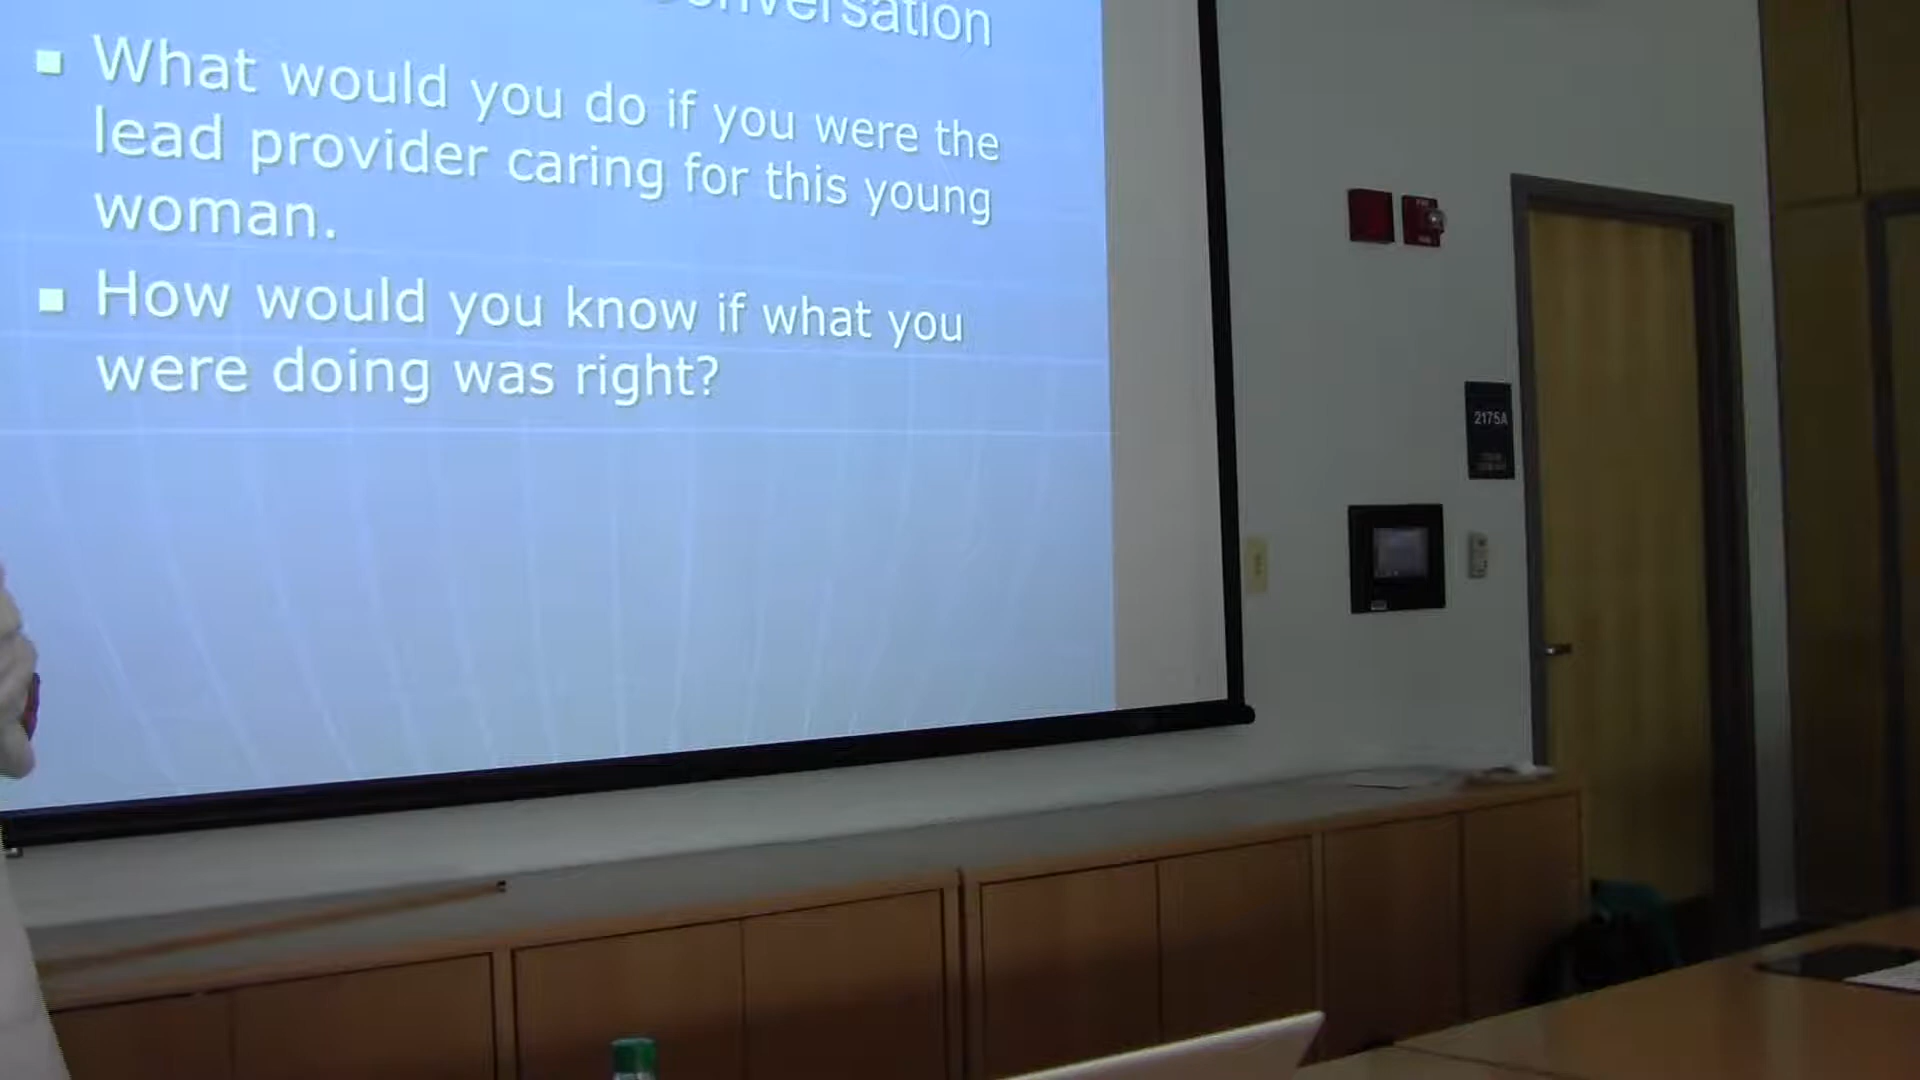 Conversation
What would you do if you were the
lead provider caring for this young
woman.
How would you know if what you
were doing was right?
2175A